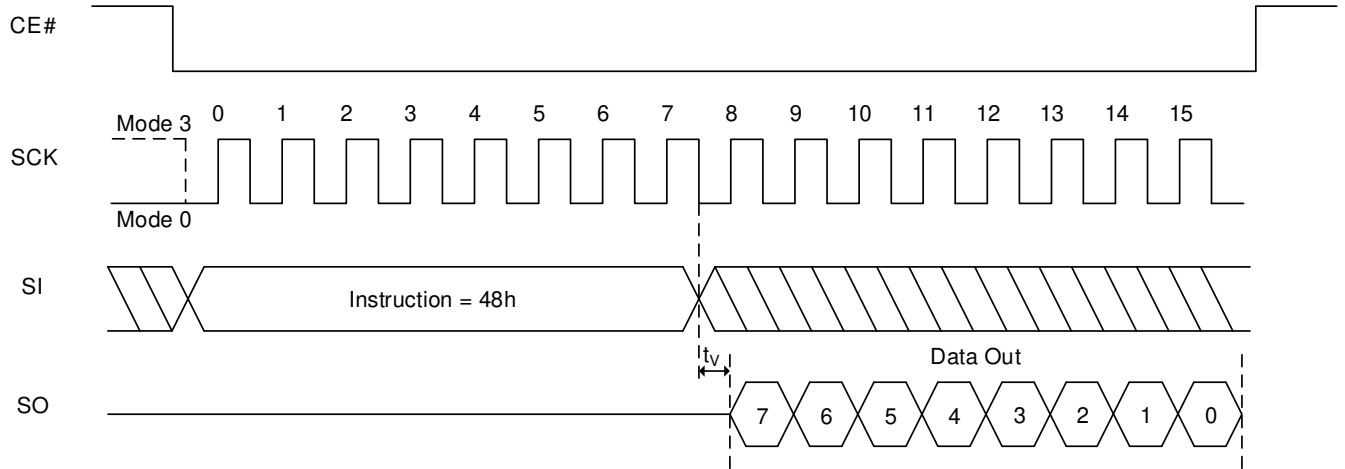 CE#
0 1 2 3 4 5 6 7 8 9 10 11 12 13 14 15
Mode 3
SCK
Mode 0
SI
Instruction = 48h
tV
Data Out
SO
7 6 5 4 3 2 1 0